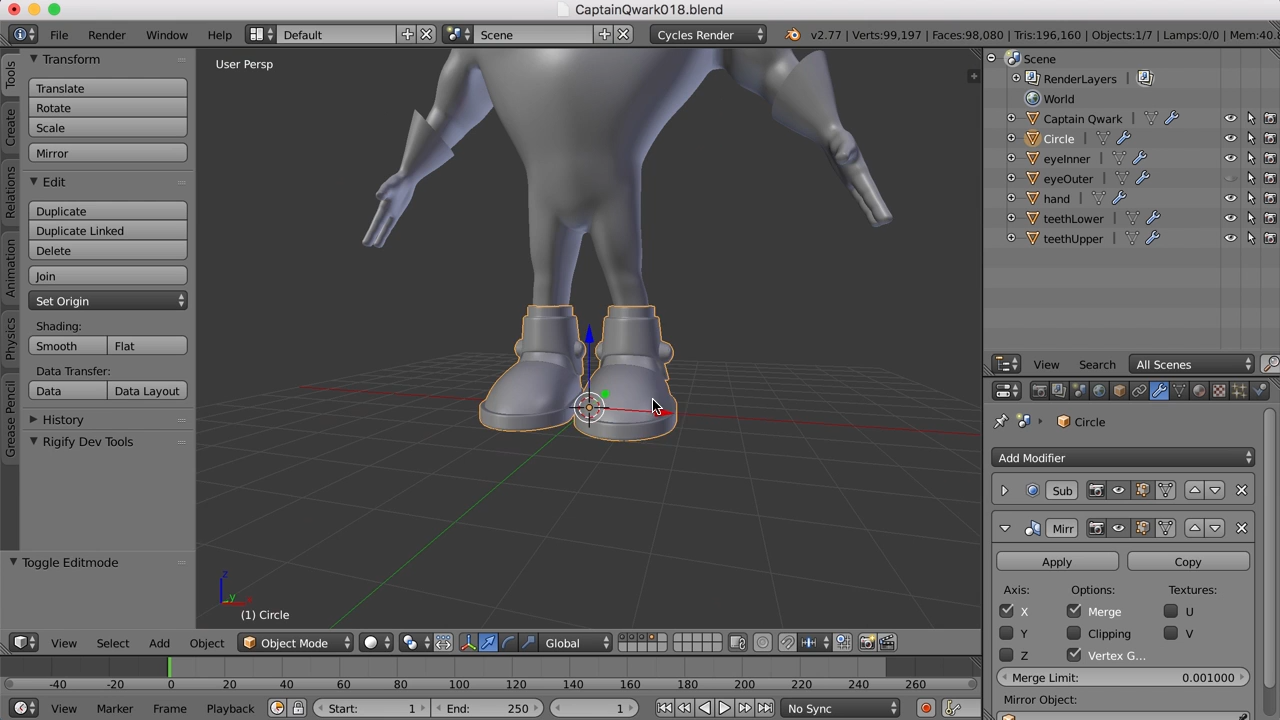 CaptainQwark018.blend
File Render Window Help Default Scene Cycles Render v2.77 | Verts:99,197 | Faces:98,080 | Tris:196,160 | Objects:1/7 | Lamps:0/0 | Mem:40.8
Tools
Create
Relations
Animation
Physics
Grease Pencil
Transform
Translate
Rotate
Scale
Mirror
Edit
Duplicate
Duplicate Linked
Delete
Join
Set Origin
Shading:
Smooth Flat
Data Transfer:
Data Data Layout
History
Rigify Dev Tools
Toggle Editmode
User Persp
z
y
(1) Circle
View Select Add Object Object Mode Global
-40 -20 0 20 40 60 80 100 120 140 160 180 200 220 240 260
View Marker Frame Playback Start: 1 End: 250 1 No Sync
Scene
RenderLayers
World
Captain Qwark
Circle
eyeInner
eyeOuter
hand
teethLower
teethUpper
View Search All Scenes
Circle
Add Modifier
Sub
Mirr
Apply Copy
Axis: Options: Textures:
X Merge U
Y Clipping V
Z Vertex G...
Merge Limit: 0.001000
Mirror Object: